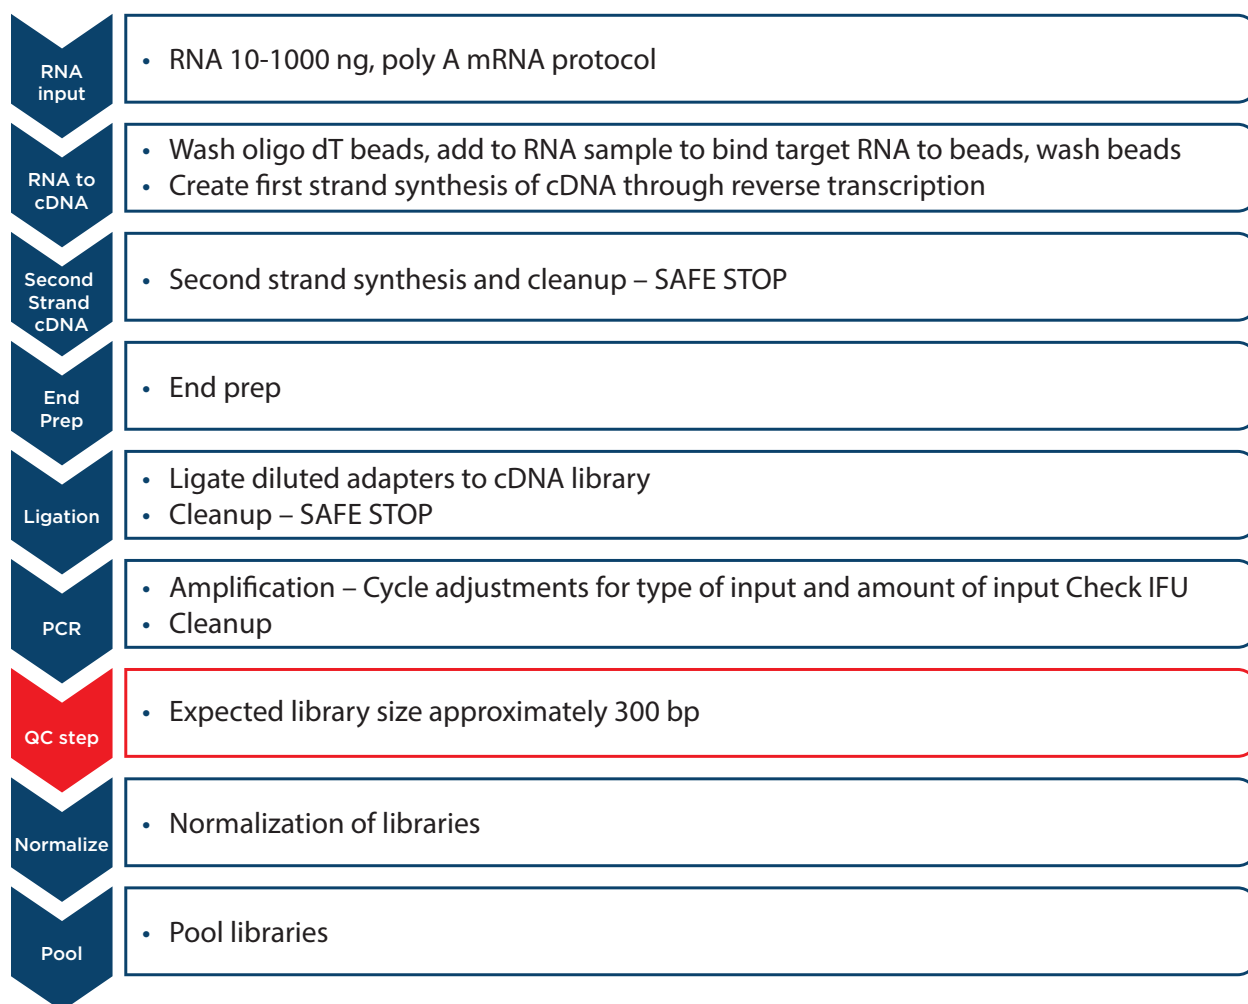 RNA
input
• RNA 10-1000 ng, poly A mRNA protocol
RNA to
cDNA
• Wash oligo dT beads, add to RNA sample to bind target RNA to beads, wash beads
• Create first strand synthesis of cDNA through reverse transcription
Second
Strand
cDNA
• Second strand synthesis and cleanup – SAFE STOP
End
Prep
• End prep
Ligation
• Ligate diluted adapters to cDNA library
• Cleanup – SAFE STOP
PCR
• Amplification – Cycle adjustments for type of input and amount of input Check IFU
• Cleanup
QC step
• Expected library size approximately 300 bp
Normalize
• Normalization of libraries
Pool
• Pool libraries